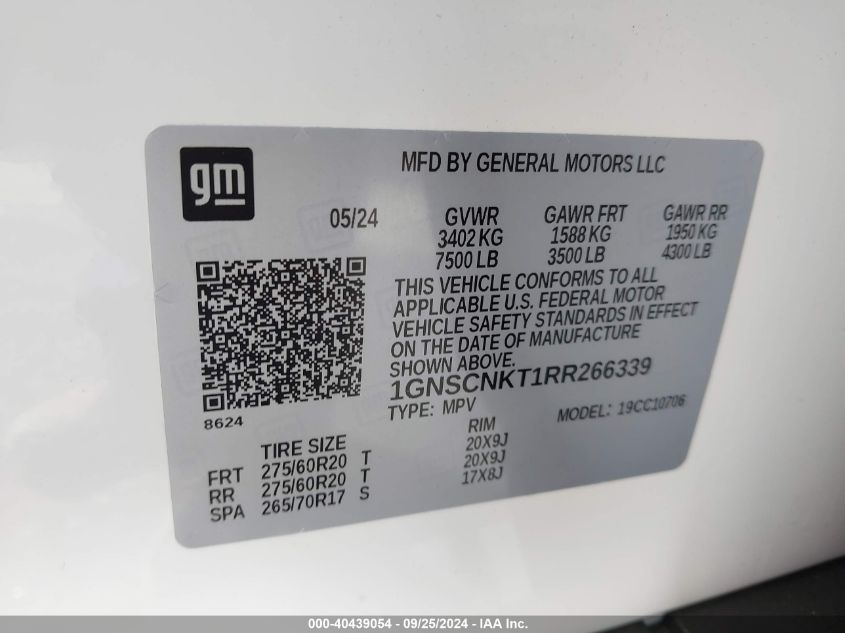 gm
MFD BY GENERAL MOTORS LLC
05/24
GVWR GAWR FRT GAWR RR
3402 KG 1588 KG 1950 KG
7500 LB 3500 LB 4300 LB
THIS VEHICLE CONFORMS TO ALL
APPLICABLE U.S. FEDERAL MOTOR
VEHICLE SAFETY STANDARDS IN EFFECT
ON THE DATE OF MANUFACTURE
SHOWN ABOVE.
1GNSCNKT1RR266339
TYPE: MPV MODEL: 19CC10706
8624
TIRE SIZE RIM
FRT 275/60R20 T 20X9J
RR 275/60R20 T 20X9J
SPA 265/70R17 S 17X8J
000-40439054 - 09/25/2024 - IAA Inc.